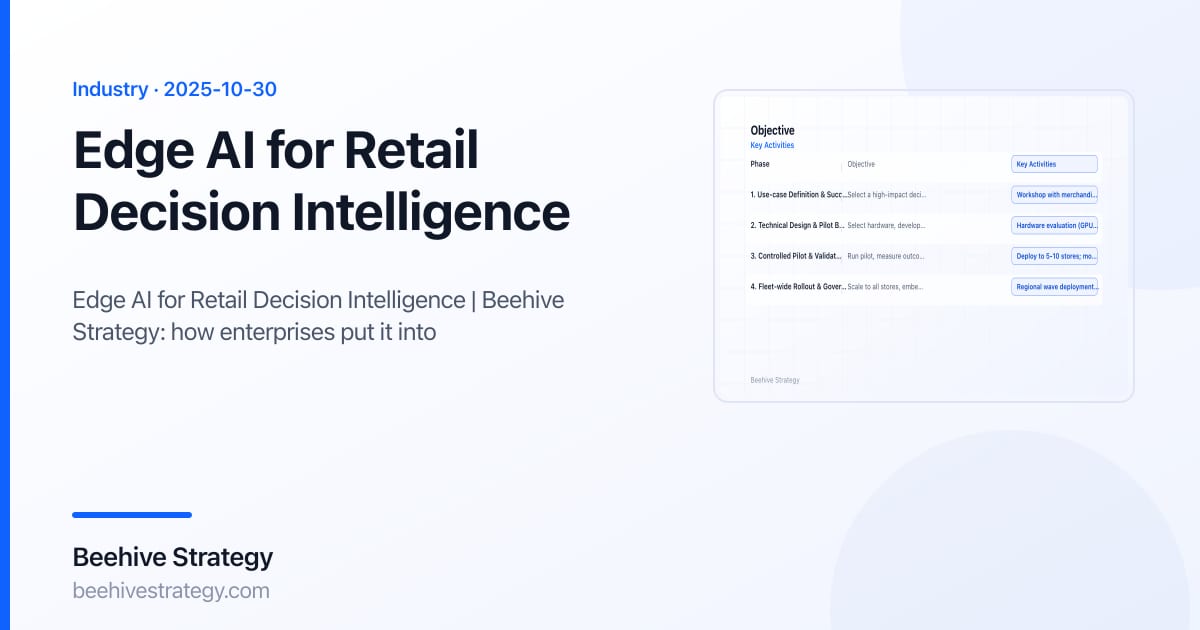 Industry · 2025-10-30
Edge AI for Retail
Decision Intelligence
Edge AI for Retail Decision Intelligence | Beehive
Strategy: how enterprises put it into
Beehive Strategy
beehivestrategy.com
Objective
Key Activities
Phase Objective Key Activities
1. Use-case Definition & Succ... Select a high-impact deci... Workshop with merchandi...
2. Technical Design & Pilot B... Select hardware, develop... Hardware evaluation (GPU...
3. Controlled Pilot & Validat... Run pilot, measure outco... Deploy to 5-10 stores; mo...
4. Fleet-wide Rollout & Gover... Scale to all stores, embe... Regional wave deployment...
Beehive Strategy